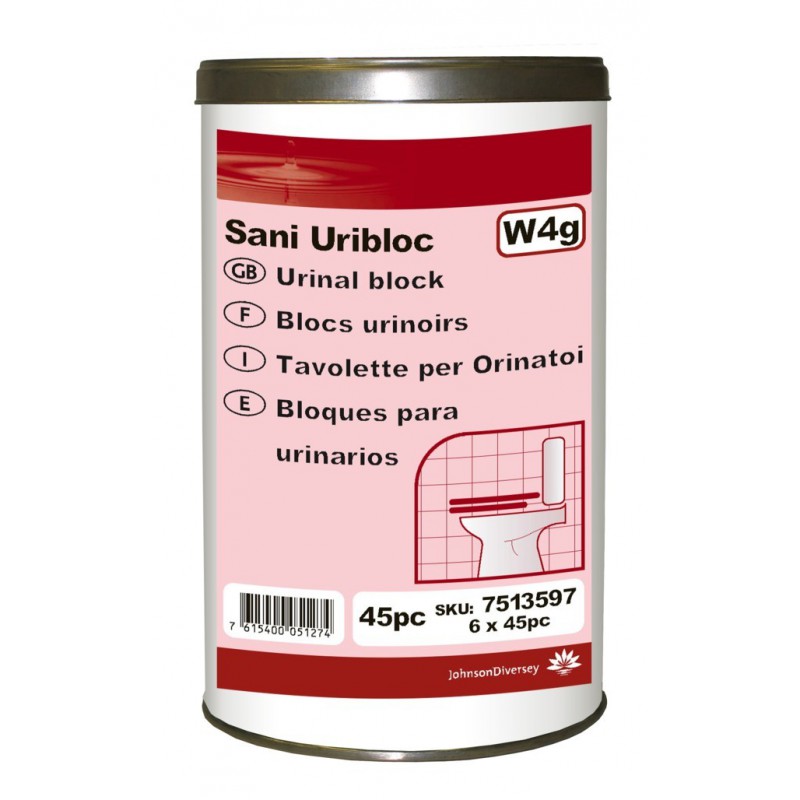 Sani Uribloc
W4g
GB Urinal block
F Blocs urinoirs
I Tavolette per Orinatoi
E Bloques para
urinarios
7 615400 051274
45pc SKU: 7513597
6 x 45pc
JohnsonDiversey